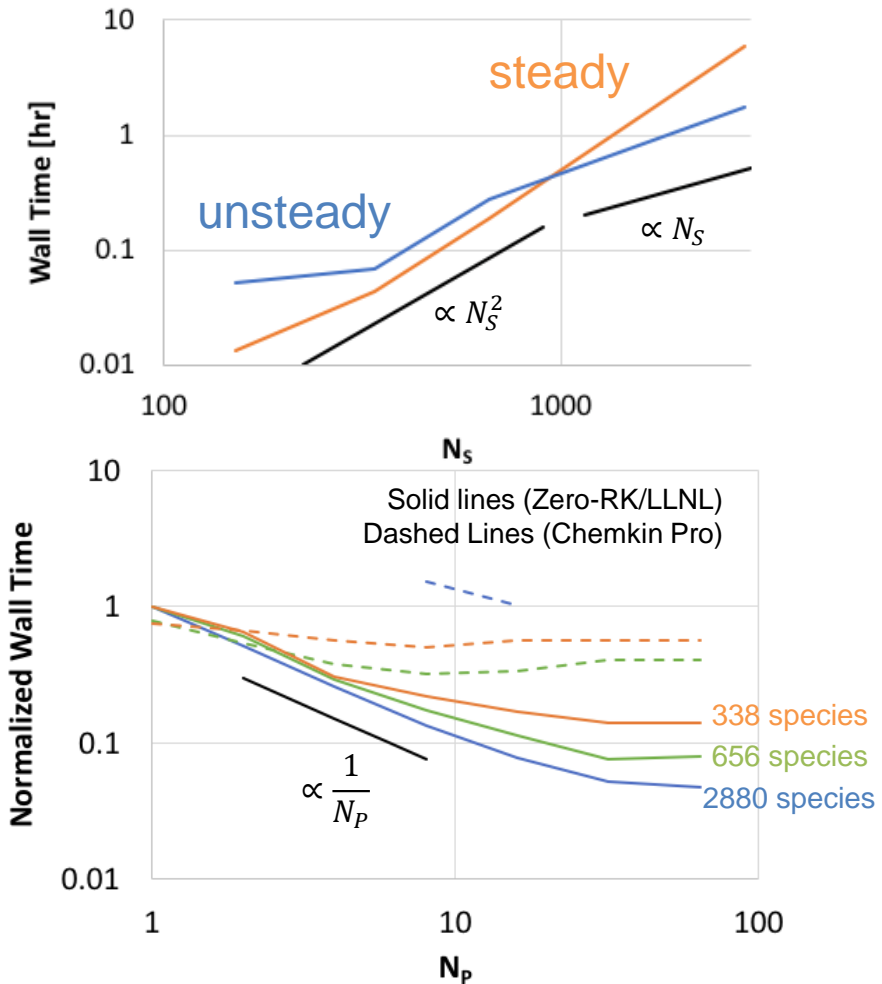 10
steady
Wall Time [hr]
1
unsteady
∝ N_S
0.1
∝ N_S^2
0.01
100
1000
N_S
10
Solid lines (Zero-RK/LLNL)
Dashed Lines (Chemkin Pro)
Normalized Wall Time
1
338 species
0.1
656 species
∝ 1/N_P
2880 species
0.01
1
10
100
N_P